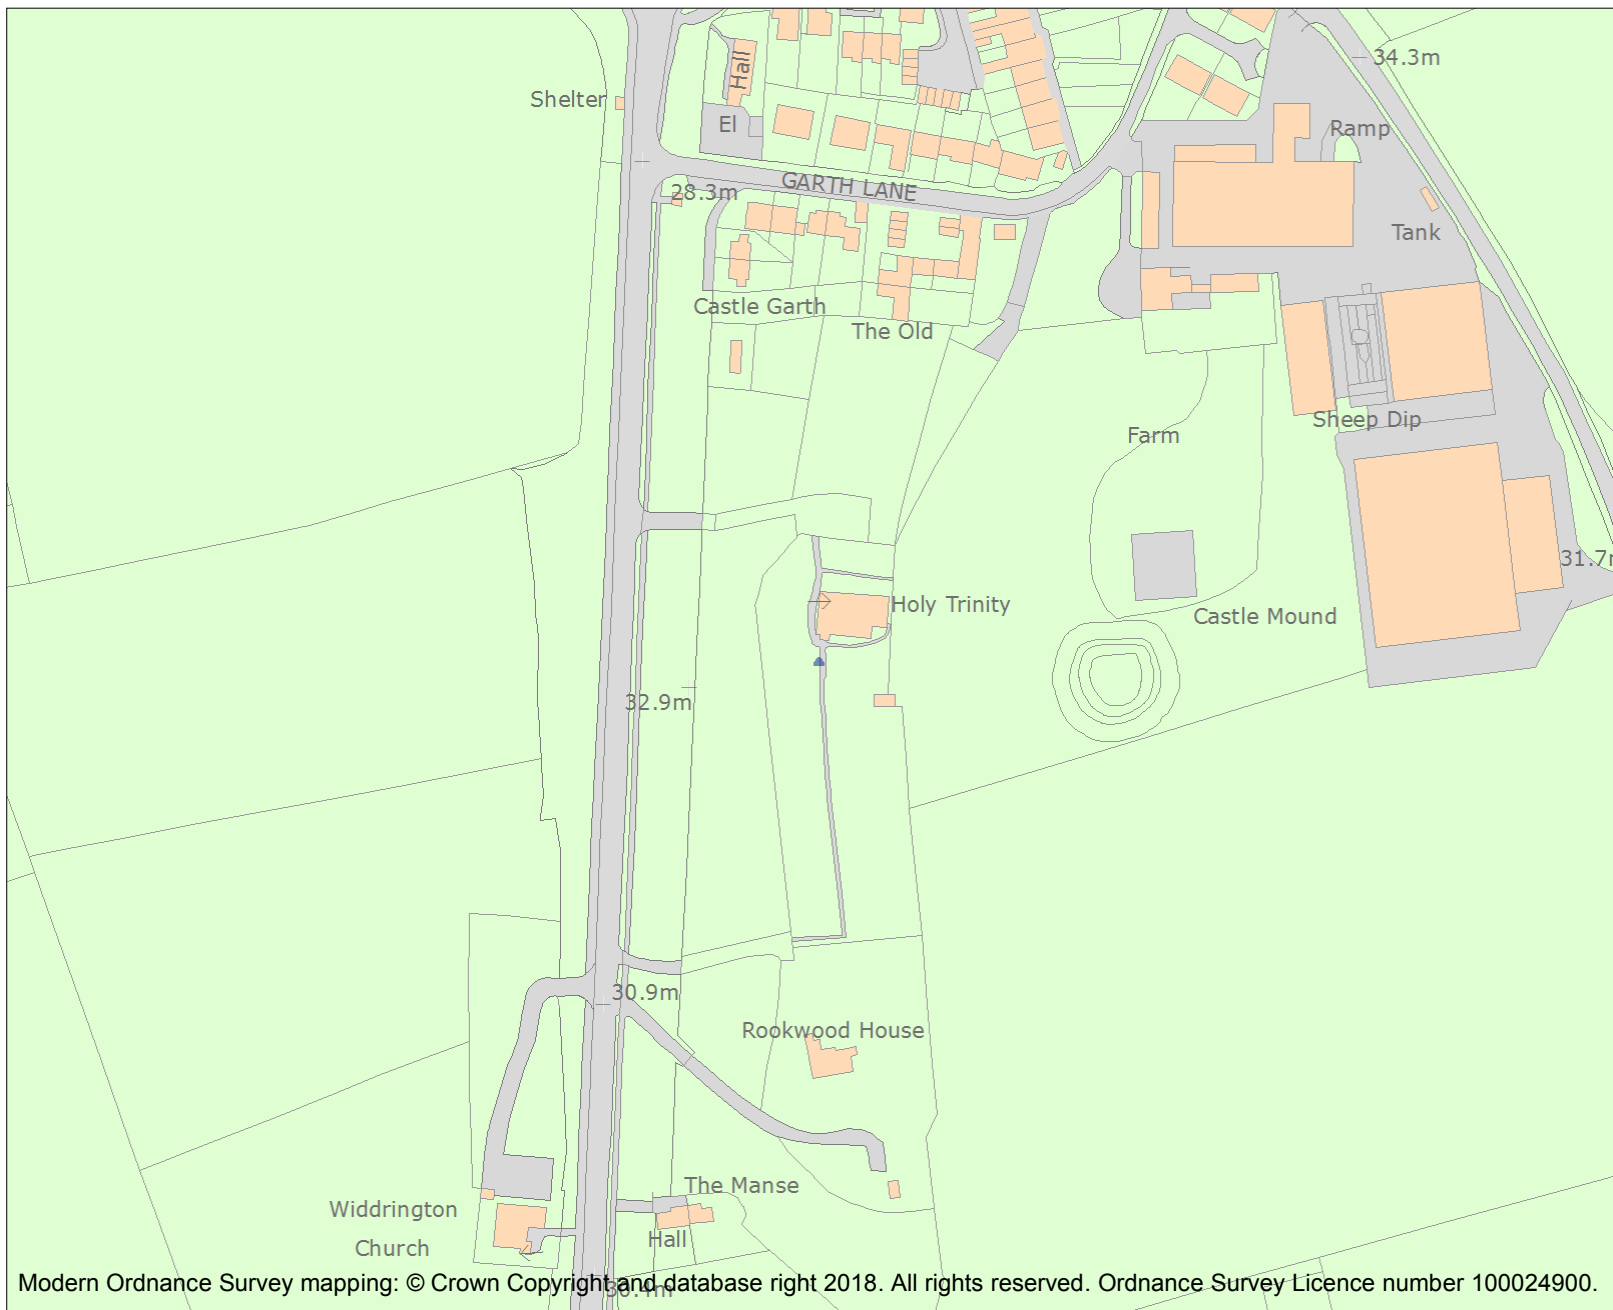 34.3m
Hall
Shelter
El
Ramp
GARTH LANE
28.3m
Tank
Castle Garth
The Old
Sheep Dip
Farm
31.7
Holy Trinity
Castle Mound
32.9m
30.9m
Rookwood House
The Manse
Widdrington
Church
Hall
Modern Ordnance Survey mapping: © Crown Copyright and database right 2018. All rights reserved. Ordnance Survey Licence number 100024900.
30.4m